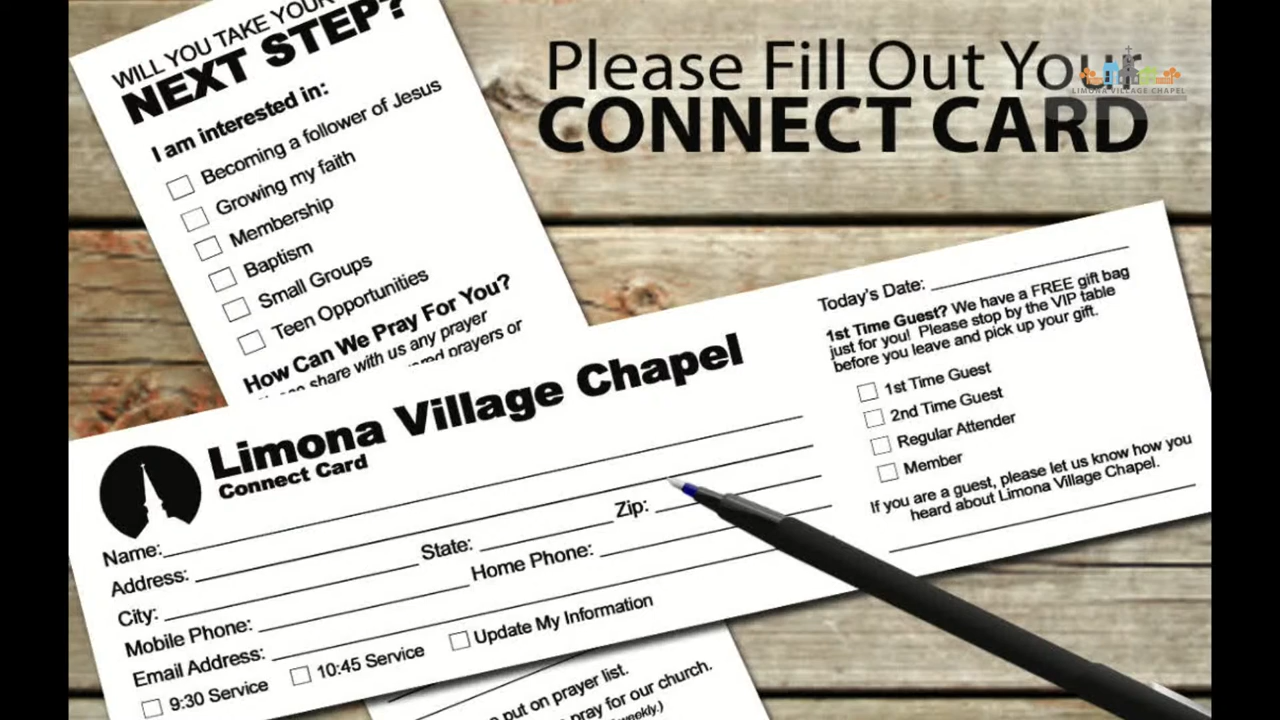 WILL YOU TAKE YOUR
NEXT STEP?
I am interested in:
Becoming a follower of Jesus
Growing my faith
Membership
Baptism
Small Groups
Teen Opportunities
How Can We Pray For You?
share with us any prayer
prayers or
Please Fill Out Your
CONNECT CARD
LIMONA VILLAGE CHAPEL
Limona Village Chapel
Connect Card
Name:
Address:
City: State: Zip:
Mobile Phone: Home Phone:
Email Address:
9:30 Service 10:45 Service Update My Information
Today's Date:
1st Time Guest? We have a FREE gift bag
just for you! Please stop by the VIP table
before you leave and pick up your gift.
1st Time Guest
2nd Time Guest
Regular Attender
Member
If you are a guest, please let us know how you
heard about Limona Village Chapel.
put on prayer list.
pray for our church.
weekly.)